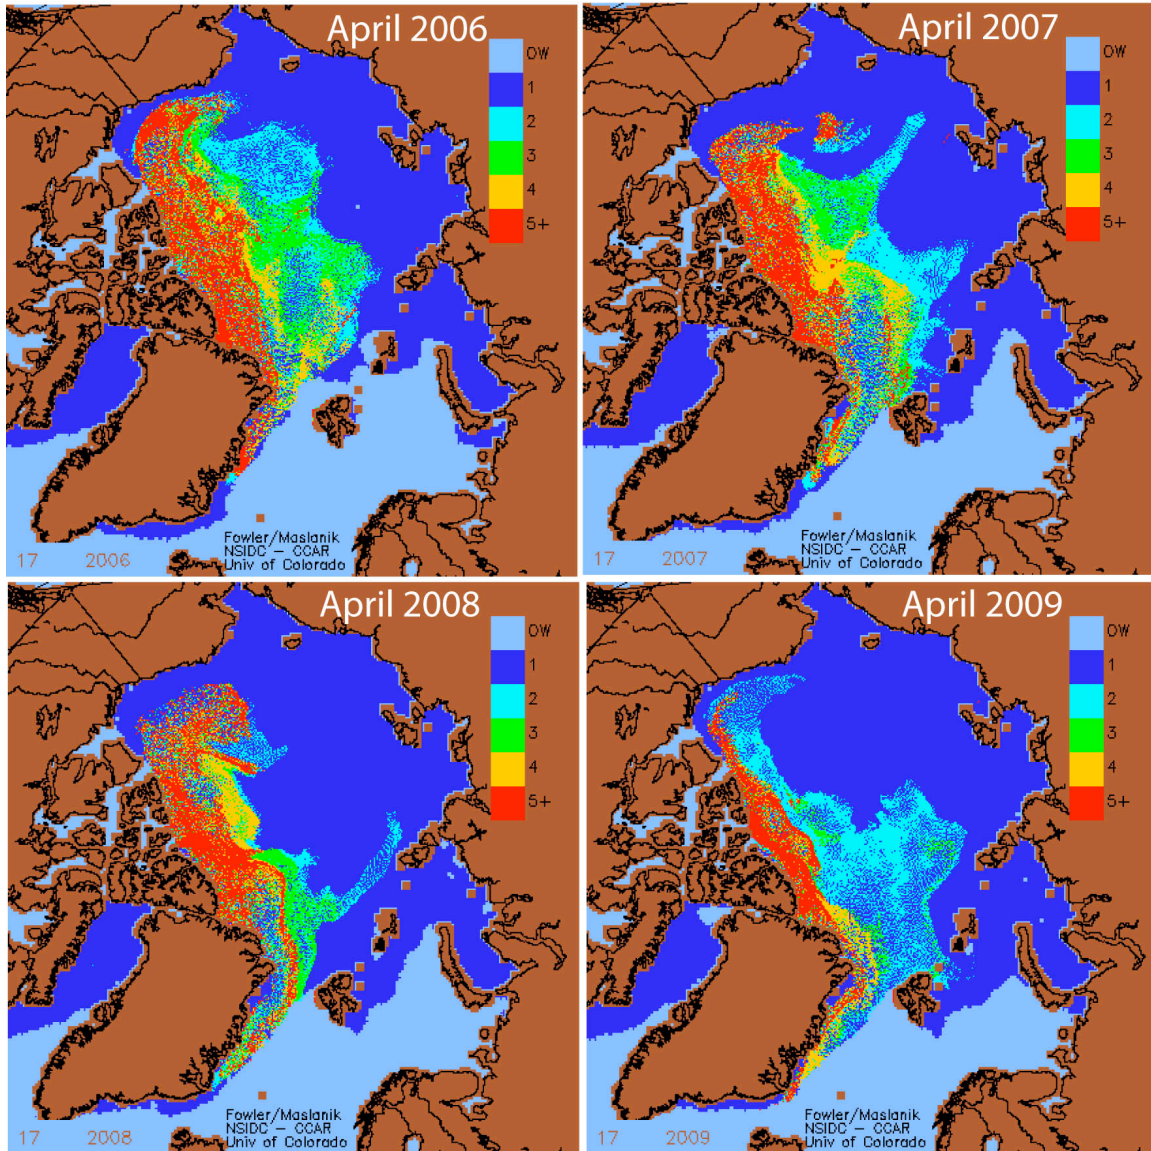 April 2006
OW
1
2
3
4
5+
Fowler/Maslanik
NSIDC – CCAR
Univ of Colorado
17 2006
April 2007
OW
1
2
3
4
5+
Fowler/Maslanik
NSIDC – CCAR
Univ of Colorado
17 2007
April 2008
OW
1
2
3
4
5+
Fowler/Maslanik
NSIDC – CCAR
Univ of Colorado
17 2008
April 2009
OW
1
2
3
4
5+
Fowler/Maslanik
NSIDC – CCAR
Univ of Colorado
17 2009